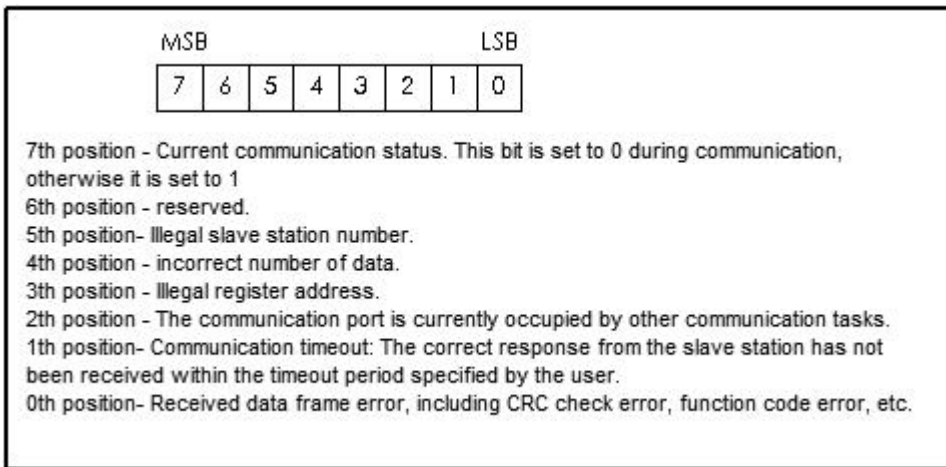 MSB LSB
7 6 5 4 3 2 1 0
7th position - Current communication status. This bit is set to 0 during communication,
otherwise it is set to 1
6th position - reserved.
5th position- Illegal slave station number.
4th position - incorrect number of data.
3th position - Illegal register address.
2th position - The communication port is currently occupied by other communication tasks.
1th position- Communication timeout: The correct response from the slave station has not
been received within the timeout period specified by the user.
0th position- Received data frame error, including CRC check error, function code error, etc.